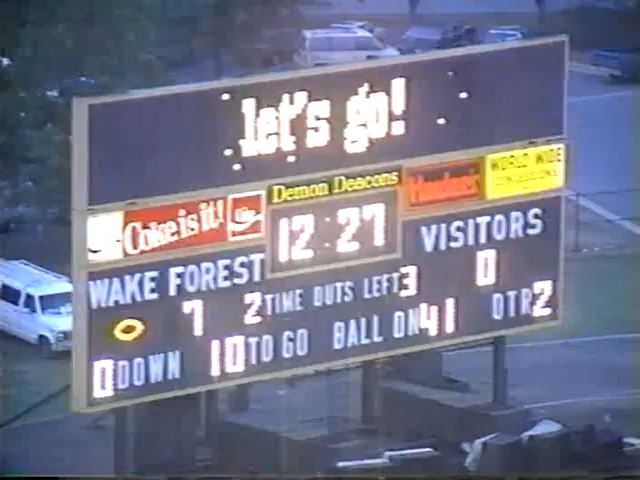 let's go!
Coke is it! Demon Deacons Hardee's WORLD WIDE
CONCESSIONS
12:27
WAKE FOREST VISITORS
7 2 TIME OUTS LEFT 3 0
0 DOWN 10 TO GO BALL ON 41 QTR 2